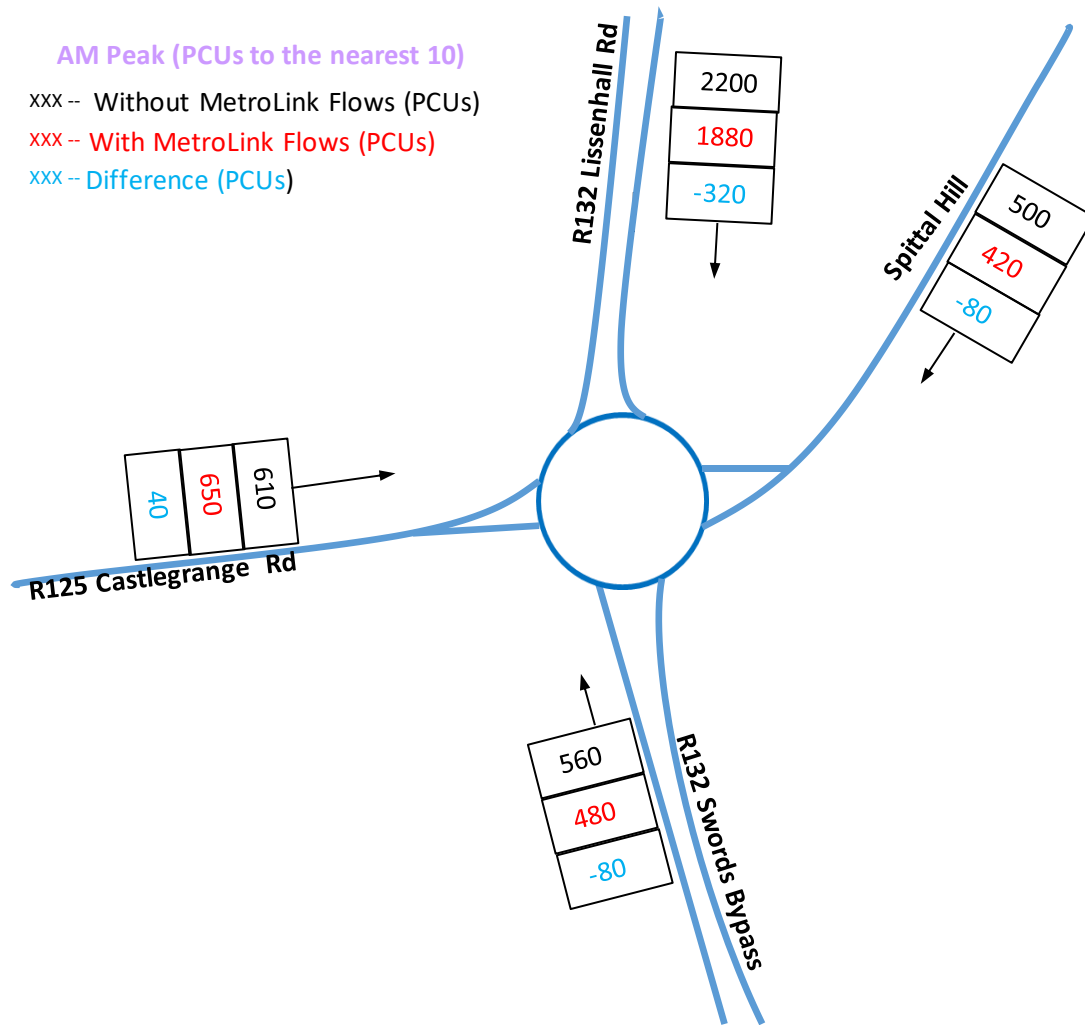 AM Peak (PCUs to the nearest 10)
XXX -- Without MetroLink Flows (PCUs)
XXX -- With MetroLink Flows (PCUs)
XXX -- Difference (PCUs)
R132 Lissenhall Rd
2200
1880
-320
Spittal Hill
500
420
-80
610
650
40
R125 Castlegrange Rd
560
480
-80
R132 Swords Bypass